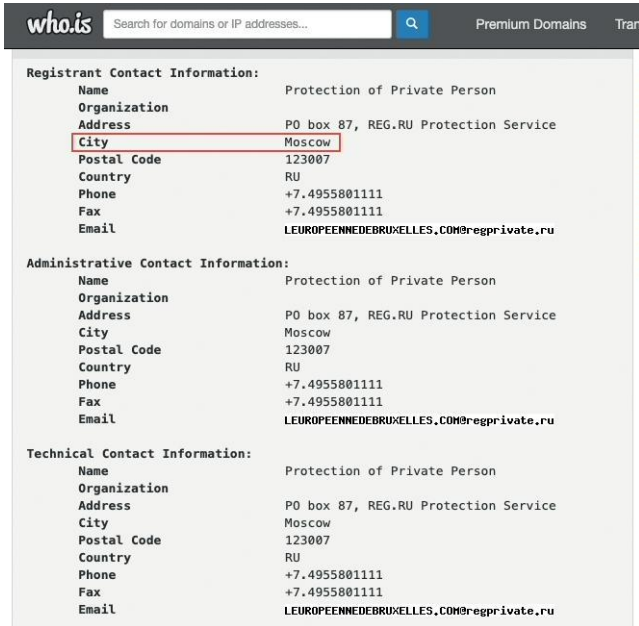 who.is Search for domains or IP addresses... Premium Domains Tran
Registrant Contact Information:
Name Protection of Private Person
Organization
Address PO box 87, REG.RU Protection Service
City Moscow
Postal Code 123007
Country RU
Phone +7.4955801111
Fax +7.4955801111
Email LEUROPEENNEDEBRUXELLES.COM@regprivate.ru
Administrative Contact Information:
Name Protection of Private Person
Organization
Address PO box 87, REG.RU Protection Service
City Moscow
Postal Code 123007
Country RU
Phone +7.4955801111
Fax +7.4955801111
Email LEUROPEENNEDEBRUXELLES.COM@regprivate.ru
Technical Contact Information:
Name Protection of Private Person
Organization
Address PO box 87, REG.RU Protection Service
City Moscow
Postal Code 123007
Country RU
Phone +7.4955801111
Fax +7.4955801111
Email LEUROPEENNEDEBRUXELLES.COM@regprivate.ru